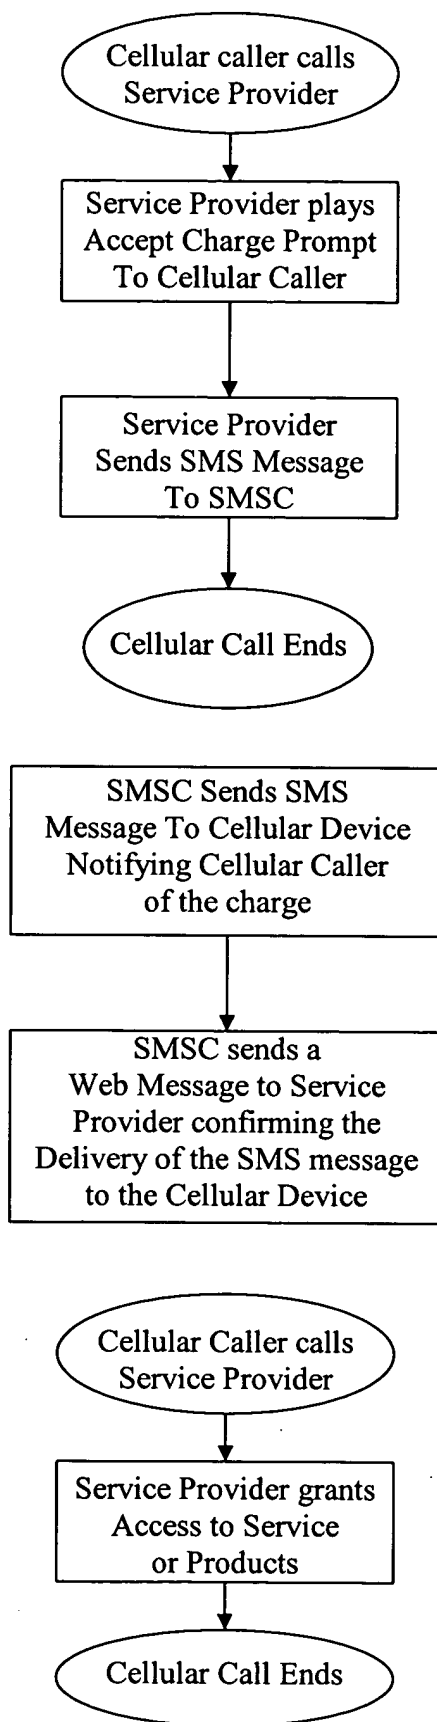 Cellular caller calls
Service Provider
Service Provider plays
Accept Charge Prompt
To Cellular Caller
Service Provider
Sends SMS Message
To SMSC
Cellular Call Ends
SMSC Sends SMS
Message To Cellular Device
Notifying Cellular Caller
of the charge
SMSC sends a
Web Message to Service
Provider confirming the
Delivery of the SMS message
to the Cellular Device
Cellular Caller calls
Service Provider
Service Provider grants
Access to Service
or Products
Cellular Call Ends